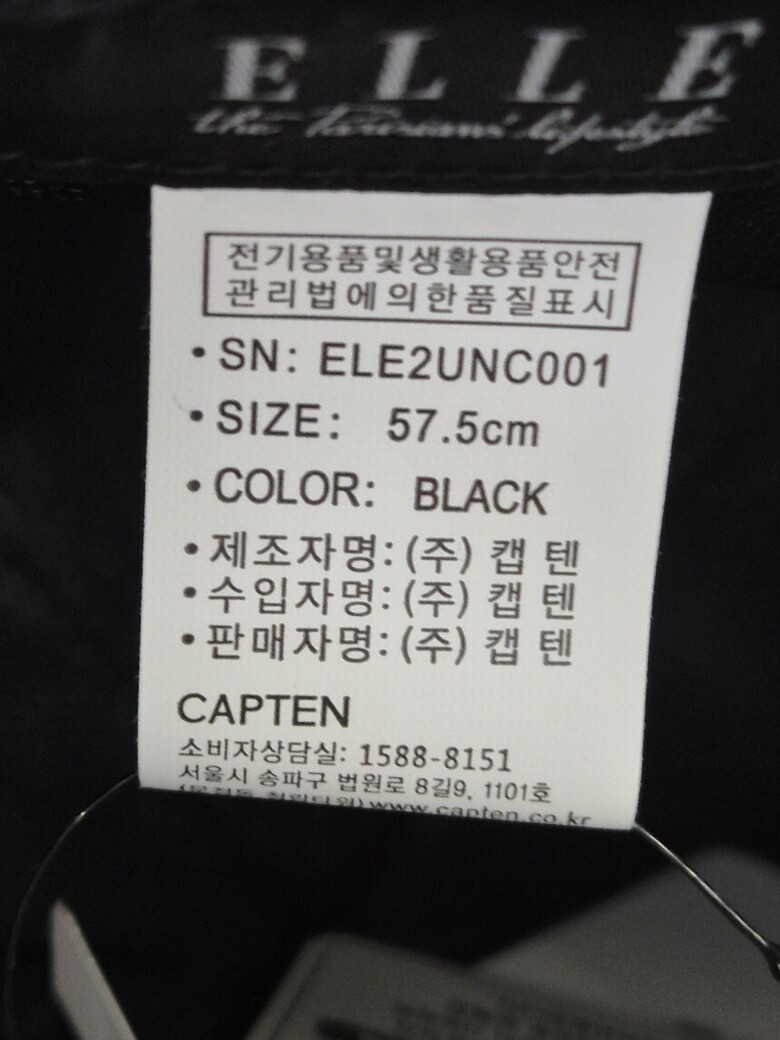 ELLE
전기용품및생활용품안전
관리법에의한품질표시
• SN: ELE2UNC001
• SIZE: 57.5cm
• COLOR: BLACK
• 제조자명: (주) 캡 텐
• 수입자명: (주) 캡 텐
• 판매자명: (주) 캡 텐
CAPTEN
소비자상담실: 1588-8151
서울시 송파구 법원로 8길9, 1101호
www.capten.co.kr